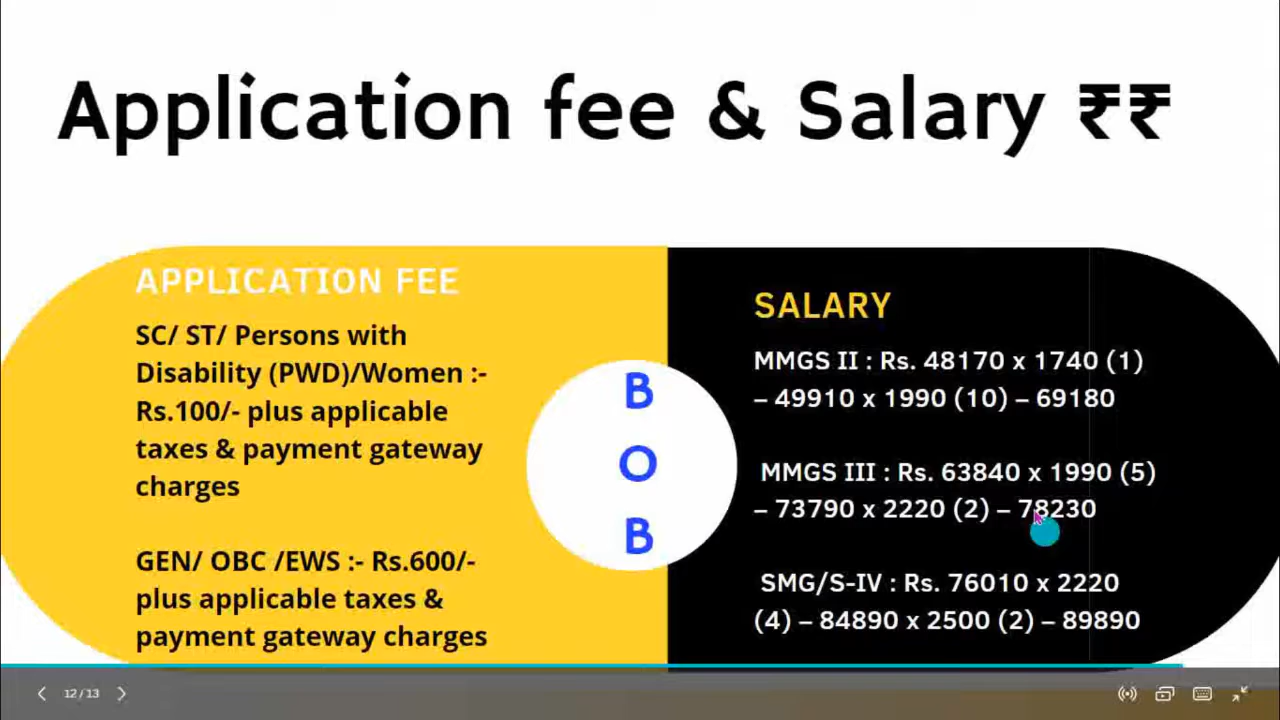 Application fee & Salary ₹₹
APPLICATION FEE
SC/ ST/ Persons with
Disability (PWD)/Women :-
Rs.100/- plus applicable
taxes & payment gateway
charges
GEN/ OBC /EWS :- Rs.600/-
plus applicable taxes &
payment gateway charges
B
O
B
SALARY
MMGS II : Rs. 48170 x 1740 (1)
– 49910 x 1990 (10) – 69180
MMGS III : Rs. 63840 x 1990 (5)
– 73790 x 2220 (2) – 78230
SMG/S-IV : Rs. 76010 x 2220
(4) – 84890 x 2500 (2) – 89890
12 / 13